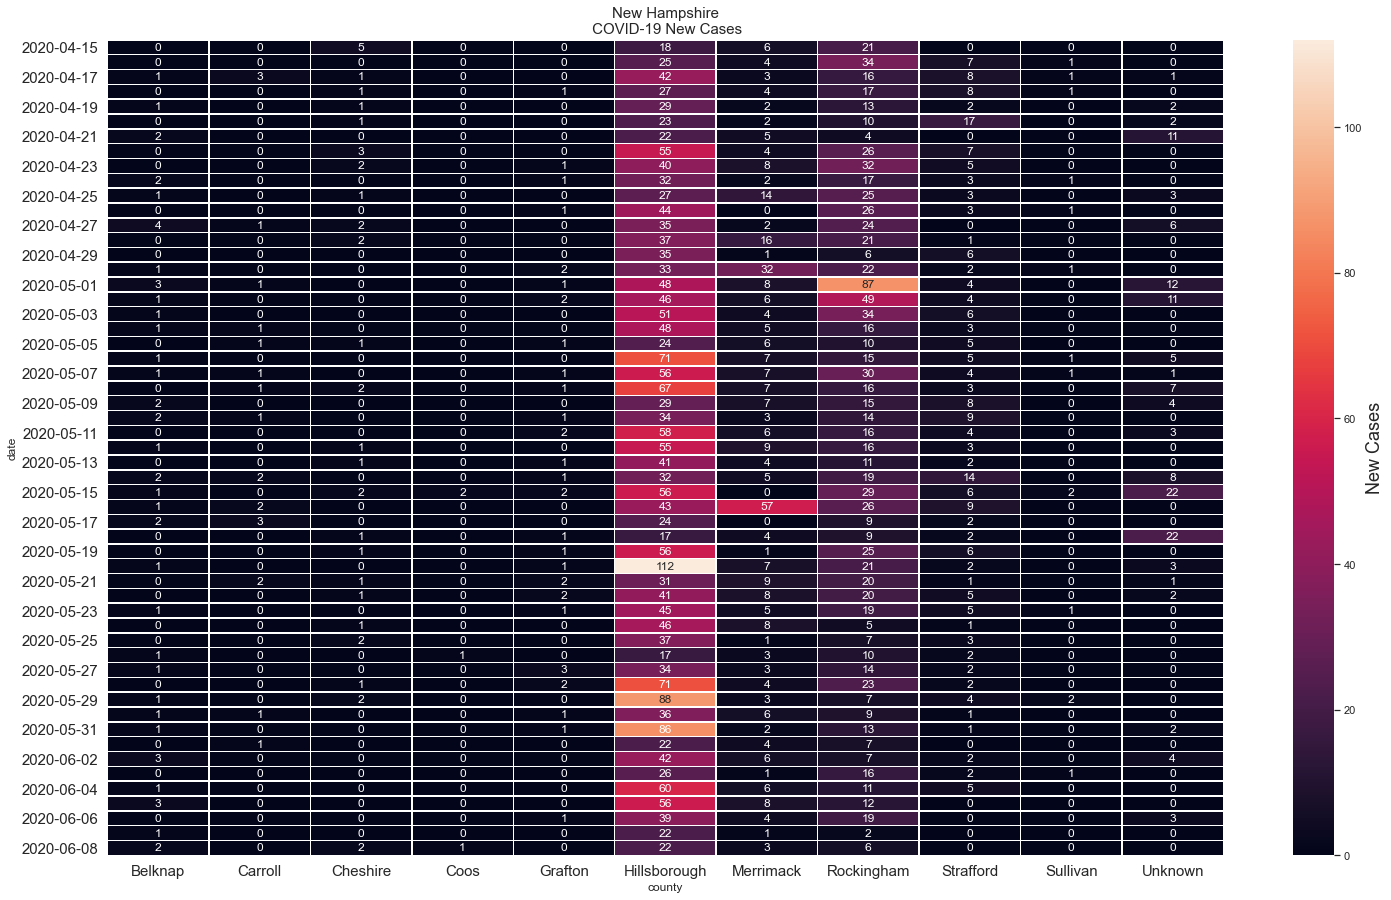 New Hampshire
COVID-19 New Cases
2020-04-15 0 0 5 0 0 18 6 21 0 0 0
0 0 0 0 0 25 4 34 7 1 0
2020-04-17 1 3 1 0 0 42 3 16 8 1 1
0 0 1 0 1 27 4 17 8 1 0
2020-04-19 1 0 1 0 0 29 2 13 2 0 2
0 0 1 0 0 23 2 10 17 0 2
2020-04-21 2 0 0 0 0 22 5 4 0 0 11
0 0 3 0 0 55 4 26 7 0 0
2020-04-23 0 0 2 0 1 40 8 32 5 0 0
2 0 0 0 1 32 2 17 3 1 0
2020-04-25 1 0 1 0 0 27 14 25 3 0 3
0 0 0 0 1 44 0 26 3 1 0
2020-04-27 4 1 2 0 0 35 2 24 0 0 6
0 0 2 0 0 37 16 21 1 0 0
2020-04-29 0 0 0 0 0 35 1 6 6 0 0
1 0 0 0 2 33 32 22 2 1 0
2020-05-01 3 1 0 0 1 48 8 87 4 0 12
1 0 0 0 2 46 6 49 4 0 11
2020-05-03 1 0 0 0 0 51 4 34 6 0 0
1 1 0 0 0 48 5 16 3 0 0
2020-05-05 0 1 1 0 1 24 6 10 5 0 0
1 0 0 0 0 71 7 15 5 1 5
2020-05-07 1 1 0 0 1 56 7 30 4 1 1
0 1 2 0 1 67 7 16 3 0 7
2020-05-09 2 0 0 0 0 29 7 15 8 0 4
2 1 0 0 1 34 3 14 9 0 0
2020-05-11 0 0 0 0 2 58 6 16 4 0 3
1 0 1 0 0 55 9 16 3 0 0
2020-05-13 0 0 1 0 1 41 4 11 2 0 0
2 2 0 0 1 32 5 19 14 0 8
2020-05-15 1 0 2 2 2 56 0 29 6 2 22
1 2 0 0 0 43 57 26 9 0 0
2020-05-17 2 3 0 0 0 24 0 9 2 0 0
0 0 1 0 1 17 4 9 2 0 22
2020-05-19 0 0 1 0 1 56 1 25 6 0 0
1 0 0 0 1 112 7 21 2 0 3
2020-05-21 0 2 1 0 2 31 9 20 1 0 1
0 0 1 0 2 41 8 20 5 0 2
2020-05-23 1 0 0 0 1 45 5 19 5 1 0
0 0 1 0 0 46 8 5 1 0 0
2020-05-25 0 0 2 0 0 37 1 7 3 0 0
1 0 0 1 0 17 3 10 2 0 0
2020-05-27 1 0 0 0 3 34 3 14 2 0 0
0 0 1 0 2 71 4 23 2 0 0
2020-05-29 1 0 2 0 0 88 3 7 4 2 0
1 1 0 0 1 36 6 9 1 0 0
2020-05-31 1 0 0 0 1 86 2 13 1 0 2
0 1 0 0 0 22 4 7 0 0 0
2020-06-02 3 0 0 0 0 42 6 7 2 0 4
0 0 0 0 0 26 1 16 2 1 0
2020-06-04 1 0 0 0 0 60 6 11 5 0 0
3 0 0 0 0 56 8 12 0 0 0
2020-06-06 0 0 0 0 1 39 4 19 0 0 3
1 0 0 0 0 22 1 2 0 0 0
2020-06-08 2 0 2 1 0 22 3 6 0 0 0
Belknap Carroll Cheshire Coos Grafton Hillsborough Merrimack Rockingham Strafford Sullivan Unknown
county
date
100
80
60
40
20
0
New Cases